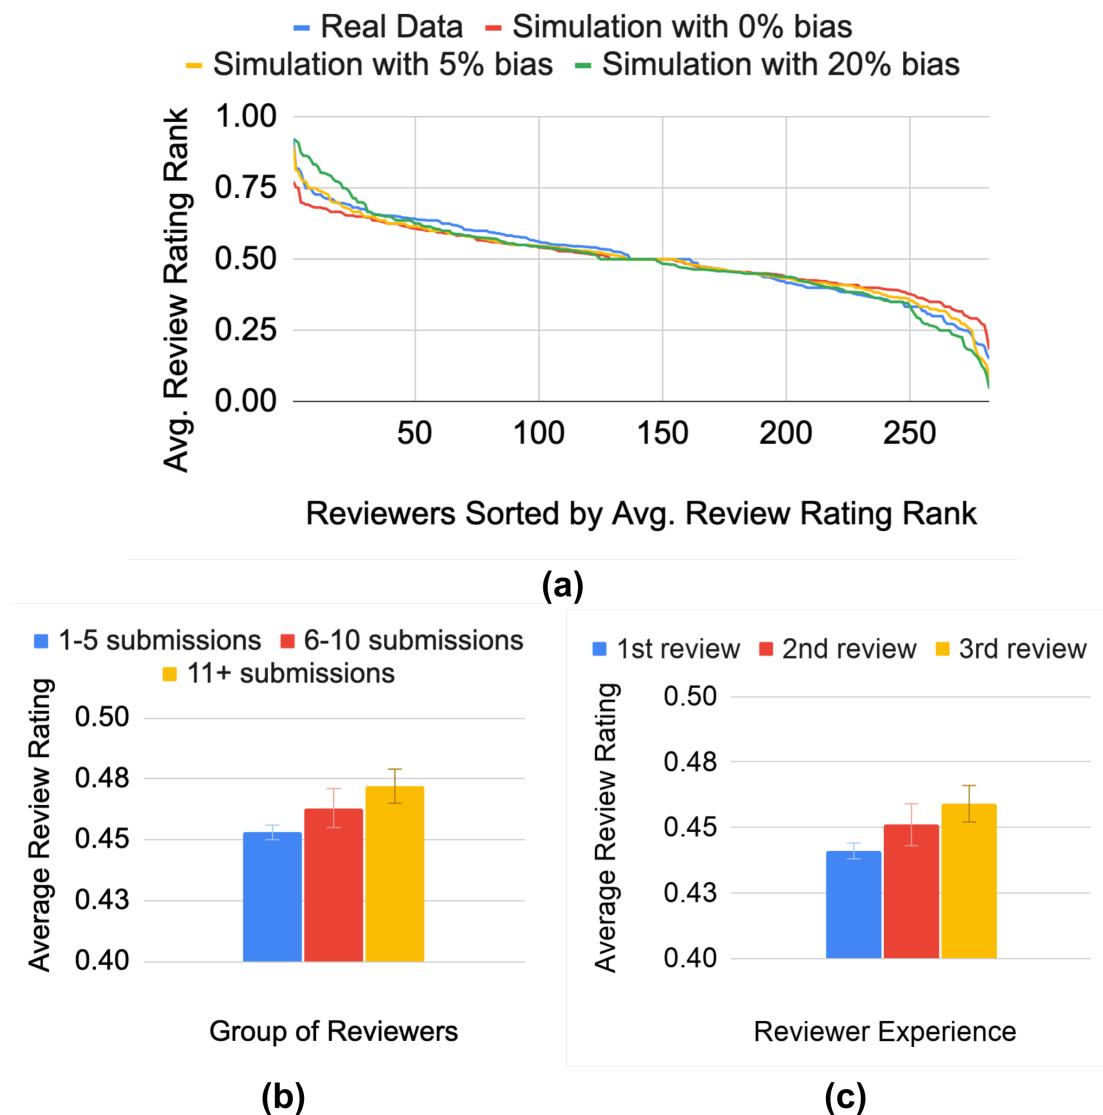 Real Data Simulation with 0% bias
Simulation with 5% bias Simulation with 20% bias
Avg. Review Rating Rank
1.00
0.75
0.50
0.25
0.00
50 100 150 200 250
Reviewers Sorted by Avg. Review Rating Rank
(a)
1-5 submissions 6-10 submissions
11+ submissions
Average Review Rating
0.50
0.48
0.45
0.43
0.40
Group of Reviewers
(b)
1st review 2nd review 3rd review
Average Review Rating
0.50
0.48
0.45
0.43
0.40
Reviewer Experience
(c)